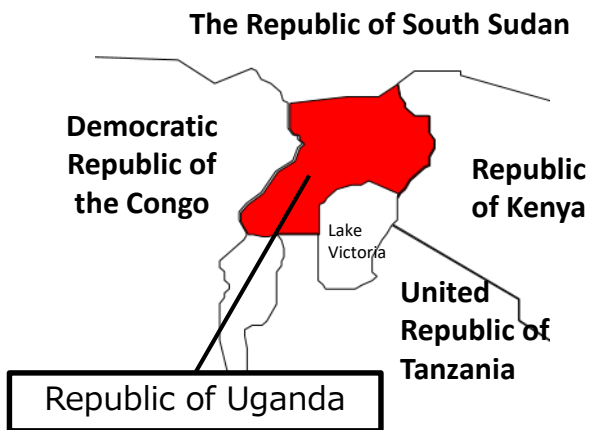 The Republic of South Sudan
Democratic
Republic of
the Congo
Republic
of Kenya
Lake
Victoria
United
Republic of
Tanzania
Republic of Uganda